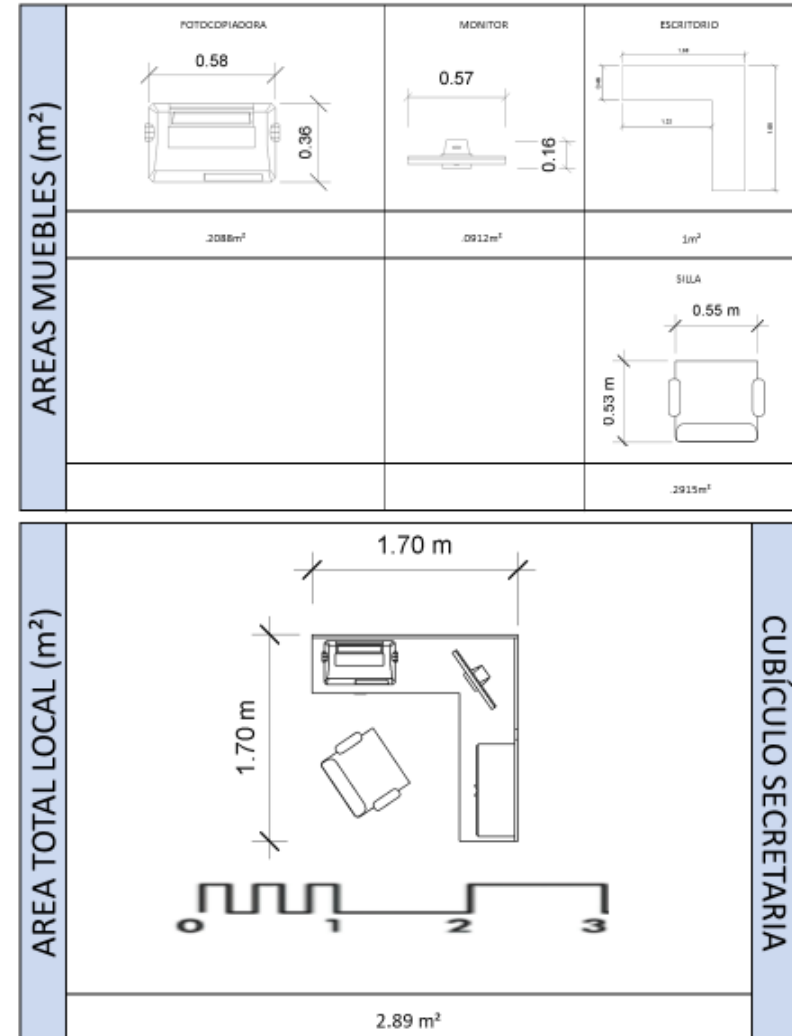 AREAS MUEBLES (m²)
FOTOCOPIADORA
0.58
0.36
MONITOR
0.57
0.16
ESCRITORIO
.2088m²
.0912m²
1m²
SILLA
0.55 m
0.53 m
.2915m²
AREA TOTAL LOCAL (m²)
1.70 m
1.70 m
0 1 2 3
2.89 m²
CUBÍCULO SECRETARIA